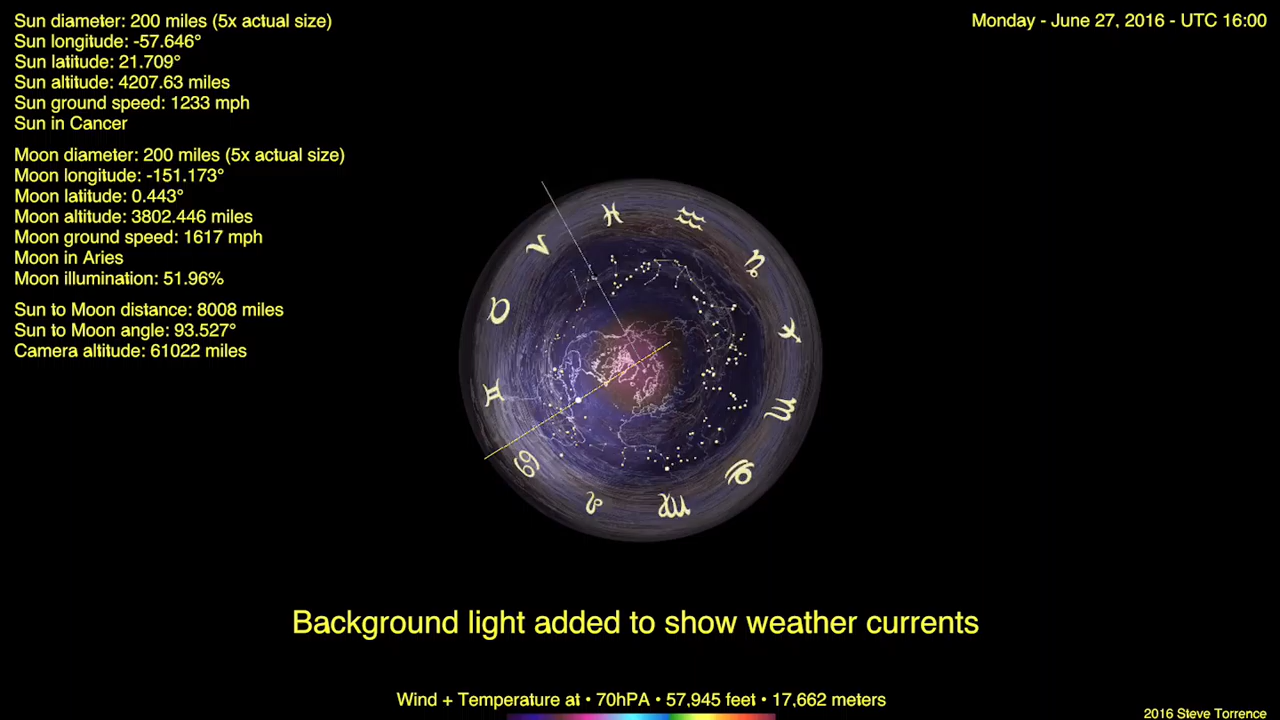 Sun diameter: 200 miles (5x actual size)
Sun longitude: -57.646°
Sun latitude: 21.709°
Sun altitude: 4207.63 miles
Sun ground speed: 1233 mph
Sun in Cancer
Moon diameter: 200 miles (5x actual size)
Moon longitude: -151.173°
Moon latitude: 0.443°
Moon altitude: 3802.446 miles
Moon ground speed: 1617 mph
Moon in Aries
Moon illumination: 51.96%
Sun to Moon distance: 8008 miles
Sun to Moon angle: 93.527°
Camera altitude: 61022 miles
Monday - June 27, 2016 - UTC 16:00
Background light added to show weather currents
Wind + Temperature at • 70hPA • 57,945 feet • 17,662 meters
2016 Steve Torrence